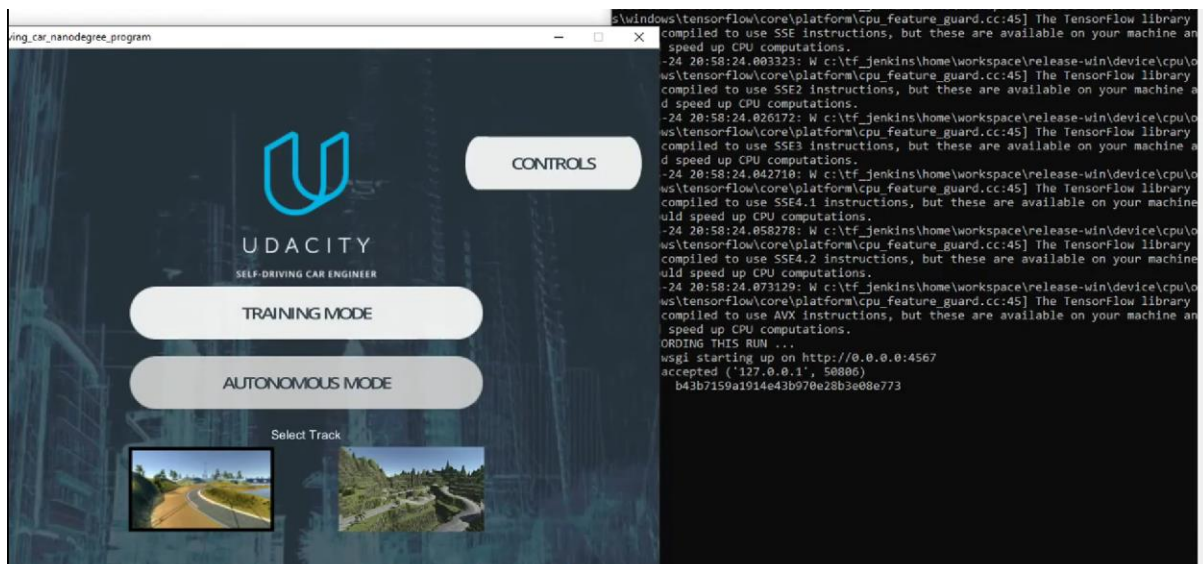 ving_car_nanodegree_program
UDACITY
SELF-DRIVING CAR ENGINEER
CONTROLS
TRAINING MODE
AUTONOMOUS MODE
Select Track
s\windows\tensorflow\core\platform\cpu_feature_guard.cc:45] The TensorFlow library
compiled to use SSE instructions, but these are available on your machine an
speed up CPU computations.
-24 20:58:24.003323: W c:\tf_jenkins\home\workspace\release-win\device\cpu\o
ws\tensorflow\core\platform\cpu_feature_guard.cc:45] The TensorFlow library
compiled to use SSE2 instructions, but these are available on your machine a
d speed up CPU computations.
-24 20:58:24.026172: W c:\tf_jenkins\home\workspace\release-win\device\cpu\o
ws\tensorflow\core\platform\cpu_feature_guard.cc:45] The TensorFlow library
compiled to use SSE3 instructions, but these are available on your machine a
d speed up CPU computations.
-24 20:58:24.042710: W c:\tf_jenkins\home\workspace\release-win\device\cpu\o
ws\tensorflow\core\platform\cpu_feature_guard.cc:45] The TensorFlow library
compiled to use SSE4.1 instructions, but these are available on your machine
uld speed up CPU computations.
-24 20:58:24.058278: W c:\tf_jenkins\home\workspace\release-win\device\cpu\o
ws\tensorflow\core\platform\cpu_feature_guard.cc:45] The TensorFlow library
compiled to use SSE4.2 instructions, but these are available on your machine
uld speed up CPU computations.
-24 20:58:24.073129: W c:\tf_jenkins\home\workspace\release-win\device\cpu\o
ws\tensorflow\core\platform\cpu_feature_guard.cc:45] The TensorFlow library
compiled to use AVX instructions, but these are available on your machine an
speed up CPU computations.
ORDING THIS RUN ...
wsgi starting up on http://0.0.0.0:4567
accepted ('127.0.0.1', 50806)
b43b7159a1914e43b970e28b3e08e773